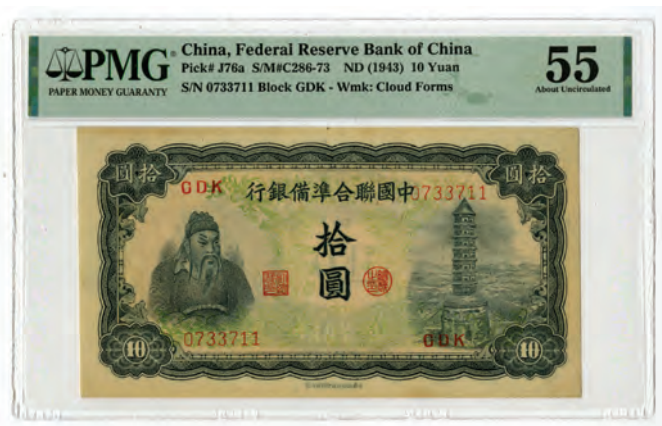 PMG
PAPER MONEY GUARANTY
China, Federal Reserve Bank of China
Pick# J76a S/M#C286-73 ND (1943) 10 Yuan
S/N 0733711 Block GDK - Wmk: Cloud Forms
55
About Uncirculated
圓拾
圓拾
GDK
行銀備準合聯國中
0733711
拾
圓
0733711
GDK
10
10